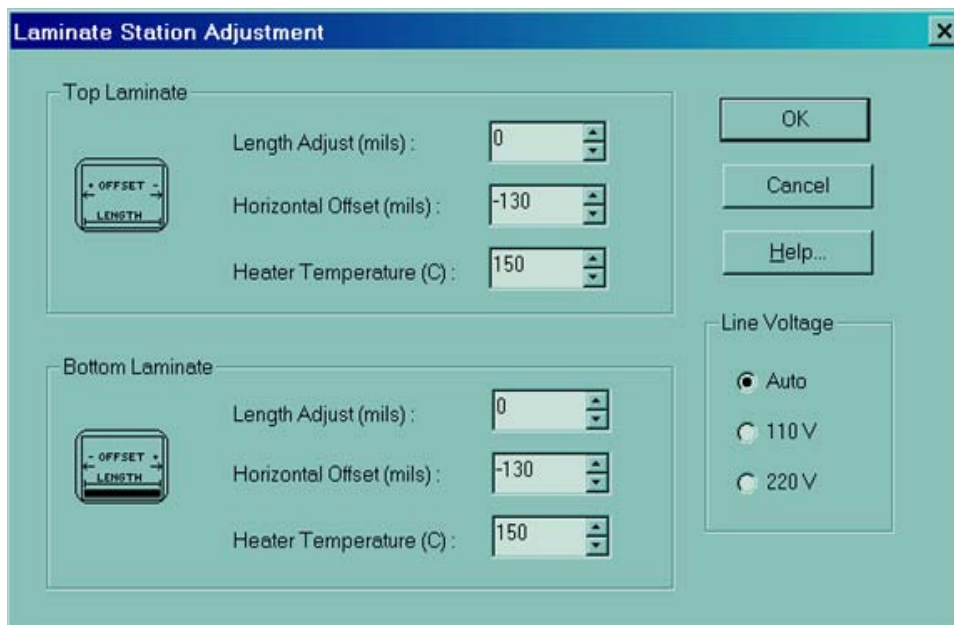 Laminate Station Adjustment
Top Laminate
+ OFFSET -
LENGTH
Length Adjust (mils) :
0
Horizontal Offset (mils) :
-130
Heater Temperature (C) :
150
OK
Cancel
Help...
Line Voltage
Auto
110 V
220 V
Bottom Laminate
- OFFSET +
LENGTH
Length Adjust (mils) :
0
Horizontal Offset (mils) :
-130
Heater Temperature (C) :
150